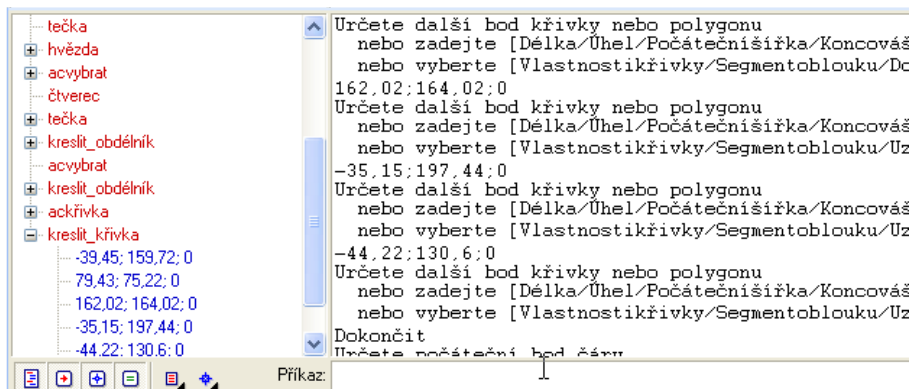 tečka
hvězda
acvybrat
čtverec
tečka
kreslit_obdélník
acvybrat
kreslit_obdélník
ackřivka
kreslit_křivka
-39,45; 159,72; 0
79,43; 75,22; 0
162,02; 164,02; 0
-35,15; 197,44; 0
-44,22; 130,6; 0
Určete další bod křivky nebo polygonu
nebo zadejte [Délka/Úhel/Počátečníšířka/Koncováš
nebo vyberte [Vlastnostikřivky/Segmentoblouku/Do
162,02;164,02;0
Určete další bod křivky nebo polygonu
nebo zadejte [Délka/Úhel/Počátečníšířka/Koncováš
nebo vyberte [Vlastnostikřivky/Segmentoblouku/Uz
-35,15;197,44;0
Určete další bod křivky nebo polygonu
nebo zadejte [Délka/Úhel/Počátečníšířka/Koncováš
nebo vyberte [Vlastnostikřivky/Segmentoblouku/Uz
-44,22;130,6;0
Určete další bod křivky nebo polygonu
nebo zadejte [Délka/Úhel/Počátečníšířka/Koncováš
nebo vyberte [Vlastnostikřivky/Segmentoblouku/Uz
Dokončit
Určete počáteční bod čáry
Příkaz: